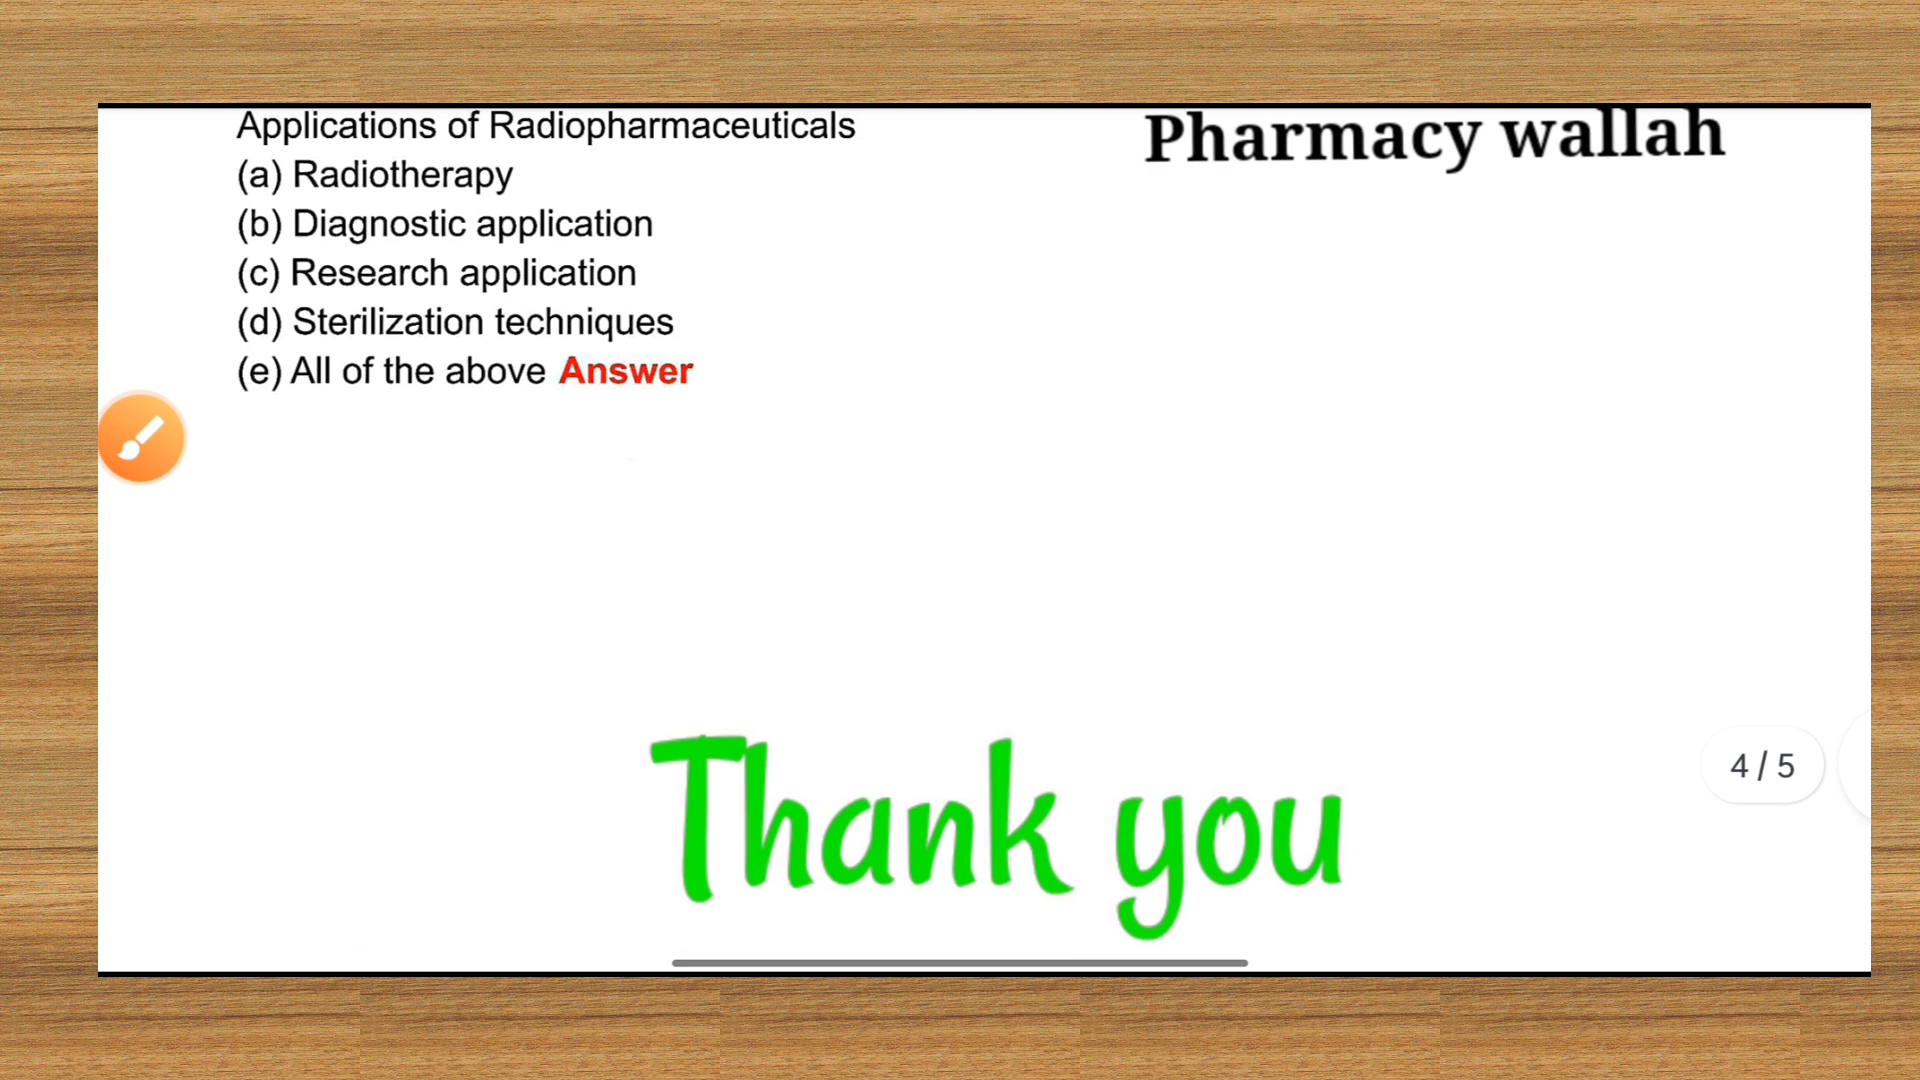 Applications of Radiopharmaceuticals
Pharmacy wallah
(a) Radiotherapy
(b) Diagnostic application
(c) Research application
(d) Sterilization techniques
(e) All of the above Answer
4 / 5
Thank you